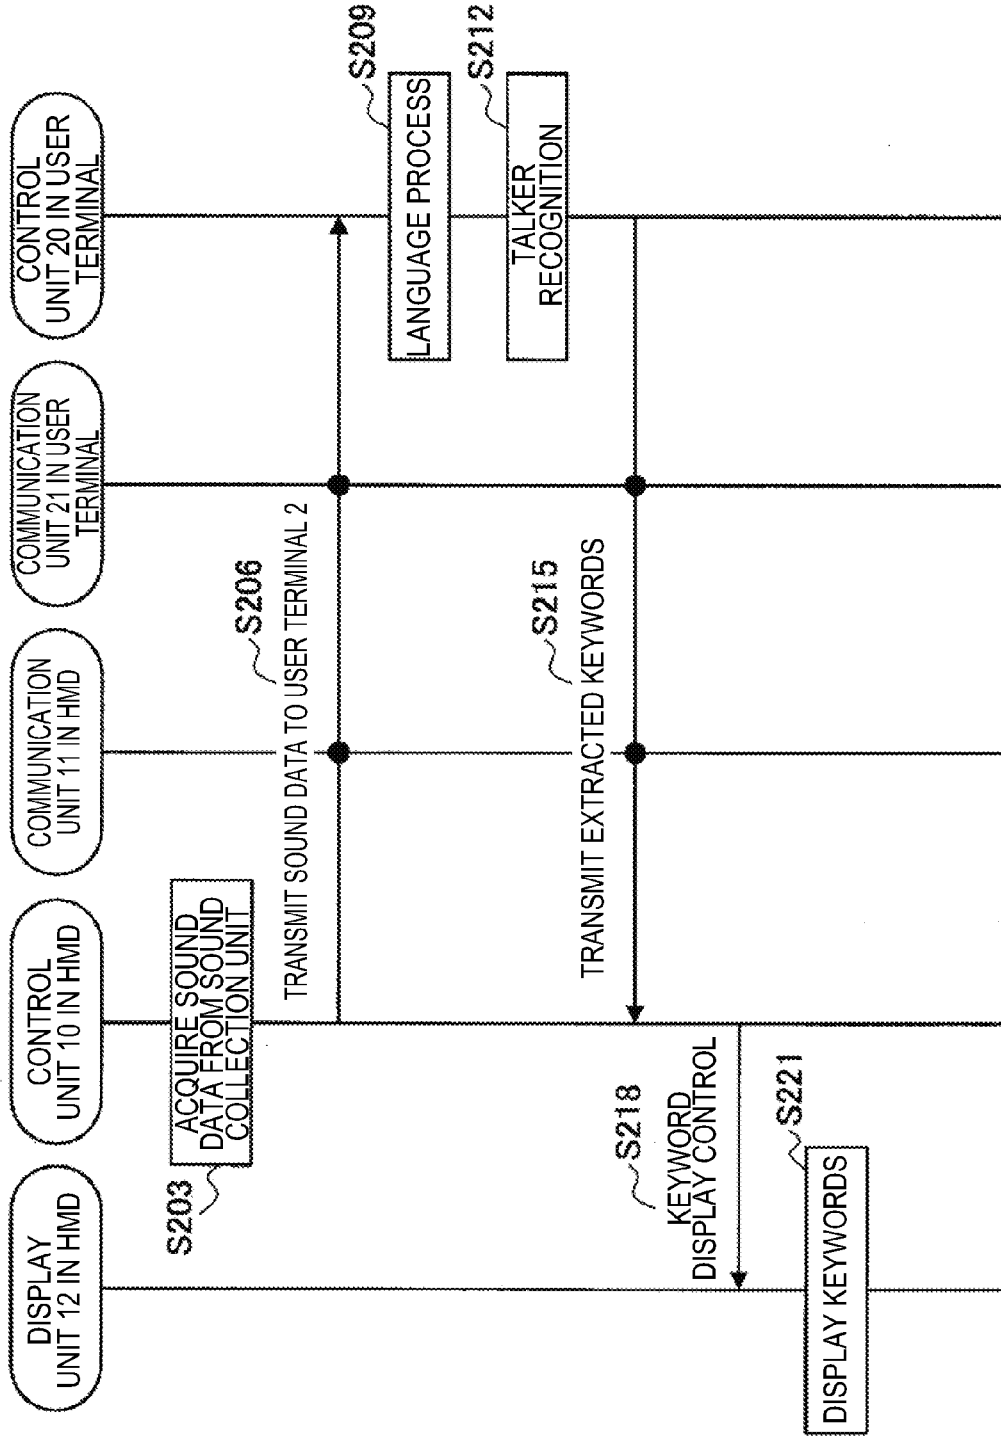 DISPLAY
UNIT 12 IN HMD
CONTROL
UNIT 10 IN HMD
COMMUNICATION
UNIT 11 IN HMD
COMMUNICATION
UNIT 21 IN USER
TERMINAL
CONTROL
UNIT 20 IN USER
TERMINAL
S203
ACQUIRE SOUND
DATA FROM SOUND
COLLECTION UNIT
S206
TRANSMIT SOUND DATA TO USER TERMINAL 2
S209
LANGUAGE PROCESS
S212
TALKER
RECOGNITION
S215
TRANSMIT EXTRACTED KEYWORDS
S218
KEYWORD
DISPLAY CONTROL
S221
DISPLAY KEYWORDS